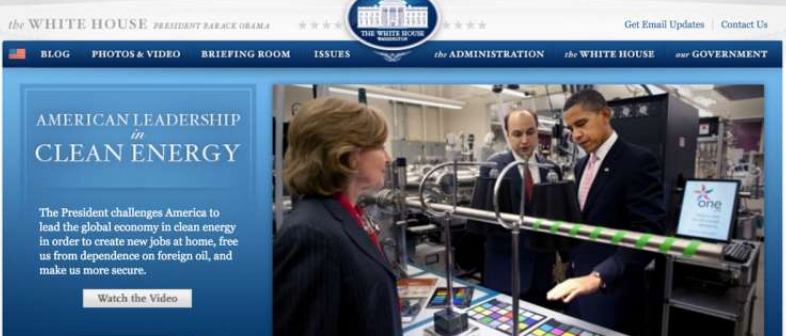 the WHITE HOUSE PRESIDENT BARACK OBAMA
THE WHITE HOUSE
WASHINGTON
Get Email Updates | Contact Us
BLOG PHOTOS & VIDEO BRIEFING ROOM ISSUES the ADMINISTRATION the WHITE HOUSE our GOVERNMENT
AMERICAN LEADERSHIP
in
CLEAN ENERGY
The President challenges America to
lead the global economy in clean energy
in order to create new jobs at home, free
us from dependence on foreign oil, and
make us more secure.
Watch the Video
one